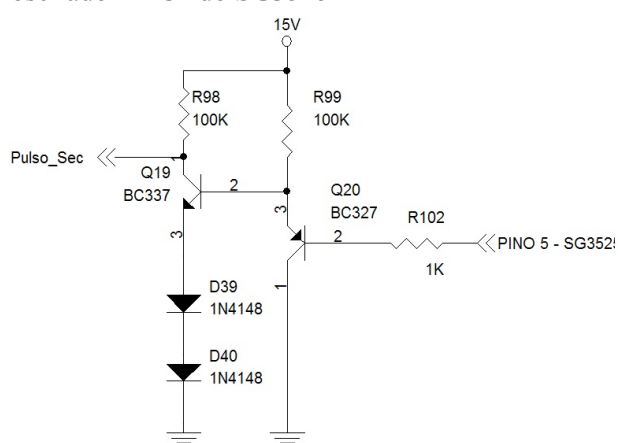 15V
R98
100K
R99
100K
Pulso_Sec
1
Q19
BC337
2
3
Q20
BC327
3
2
R102
1K
PINO 5 - SG352
1
D39
1N4148
D40
1N4148